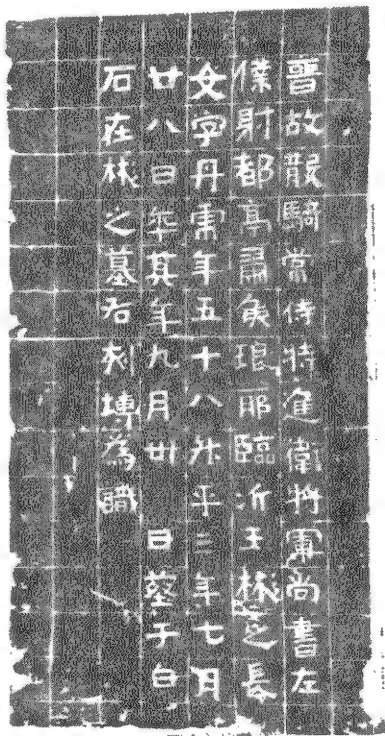 晉故散騎常侍特進衛將軍尚書左
僕射都亭肅侯琅耶臨沂王彬之長
女字丹虎年五十八升平三年七月
廿八日卒其年九月卅日葬于白
石在彬之墓右刻塼為識